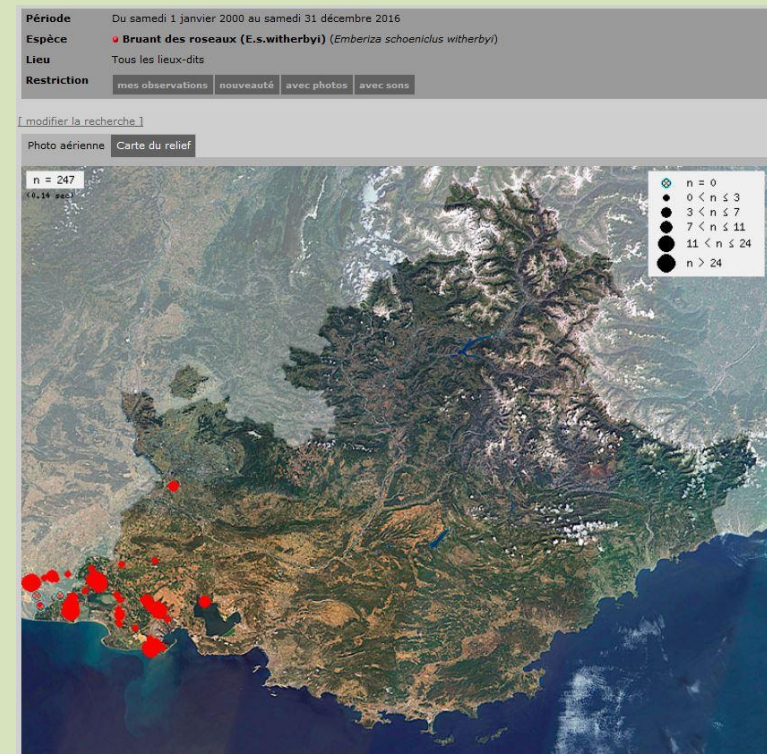 Période Du samedi 1 janvier 2000 au samedi 31 décembre 2016
Espèce Bruant des roseaux (E.s.witherbyi) (Emberiza schoeniclus witherbyi)
Lieu Tous les lieux-dits
Restriction mes observations nouveauté avec photos avec sons
[ modifier la recherche ]
Photo aérienne Carte du relief
n = 247
(0.14 sec)
n = 0
0 < n ≤ 3
3 < n ≤ 7
7 < n ≤ 11
11 < n ≤ 24
n > 24